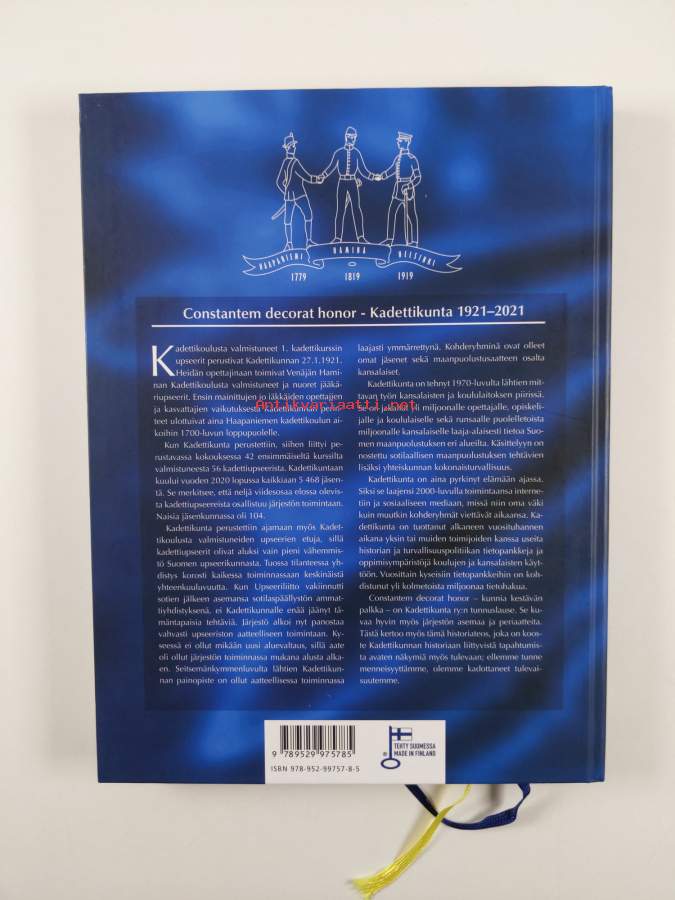 HAAPANIEMI HAMINA HELSINKI
1779 1819 1919
Constantem decorat honor - Kadettikunta 1921–2021
Kadettikoulusta valmistuneet 1. kadettikurssin
upseerit perustivat Kadettikunnan 27.1.1921.
Heidän opettajinaan toimivat Venäjän Hami-
nan Kadettikoulusta valmistuneet ja nuoret jääkä-
riupseerit. Ensin mainittujen jo iäkkäiden opettajien
ja kasvattajien vaikutuksesta Kadettikunnan perin-
teet ulottuivat aina Haapaniemen kadettikoulun ai-
koihin 1700-luvun loppupuolelle.
Kun Kadettikunta perustettiin, siihen liittyi pe-
rustavassa kokouksessa 42 ensimmäiseltä kurssilta
valmistuneesta 56 kadettiupseerista. Kadettikuntaan
kuului vuoden 2020 lopussa kaikkiaan 5 468 jäsen-
tä. Se merkitsee, että neljä viidesosaa elossa olevis-
ta kadettiupseereista osallistuu järjestön toimintaan.
Naisia jäsenkunnassa oli 104.
Kadettikunta perustettiin ajamaan myös Kadet-
tikoulusta valmistuneiden upseerien etuja, sillä
kadettiupseerit olivat aluksi vain pieni vähemmis-
tö Suomen upseerikunnasta. Tuossa tilanteessa yh-
distys korosti kaikessa toiminnassaan keskinäistä
yhteenkuuluvuutta. Kun Upseeriliitto vakiinnutti
sotien jälkeen asemansa sotilaspäällystön ammat-
tiyhdistyksenä, ei Kadettikunnalle enää jäänyt tä-
mäntapaisia tehtäviä. Järjestö alkoi nyt panostaa
vahvasti upseeriston aatteelliseen toimintaan. Ky-
seessä ei ollut mikään uusi aluevaltaus, sillä aate
oli ollut järjestön toiminnassa mukana alusta alka-
en. Seitsemänkymmenluvulta lähtien Kadettikun-
nan painopiste on ollut aatteellisessa toiminnassa
laajasti ymmärrettynä. Kohderyhminä ovat olleet
omat jäsenet sekä maanpuolustusaatteen osalta
kansalaiset.
Kadettikunta on tehnyt 1970-luvulta lähtien mit-
tavan työn kansalaisten ja koululaitoksen piirissä.
Se on jakanut yli miljoonalle opettajalle, opiskeli-
jalle ja koululaiselle sekä runsaalle puolelletoista
miljoonalle kansalaiselle laaja-alaisesti tietoa Suo-
men maanpuolustuksen eri alueilta. Käsittelyyn on
nostettu sotilaallisen maanpuolustuksen tehtävien
lisäksi yhteiskunnan kokonaisturvallisuus.
Kadettikunta on aina pyrkinyt elämään ajassa.
Siksi se laajensi 2000-luvulla toimintaansa interne-
tiin ja sosiaaliseen mediaan, missä niin oma väki
kuin muutkin kohderyhmät viettävät aikaansa. Ka-
dettikunta on tuottanut alkaneen vuosituhannen
aikana yksin tai muiden toimijoiden kanssa useita
historian ja turvallisuuspolitiikan tietopankkeja ja
oppimisympäristöjä koulujen ja kansalaisten käyt-
töön. Vuosittain kyseisiin tietopankkeihin on koh-
distunut yli kolmetoista miljoonaa tietohakua.
Constantem decorat honor – kunnia kestävän
palkka – on Kadettikunta ry:n tunnuslause. Se ku-
vaa hyvin myös järjestön asemaa ja periaatteita.
Tästä kertoo myös tämä historiateos, joka on koos-
te Kadettikunnan historiaan liittyvistä tapahtumis-
ta avaten näkymiä myös tulevaan; ellemme tunne
menneisyyttämme, olemme kadottaneet tulevai-
suutemme.
Antikvariaatti.net
9 789529 975785
ISBN 978-952-99757-8-5
TEHTY SUOMESSA
MADE IN FINLAND